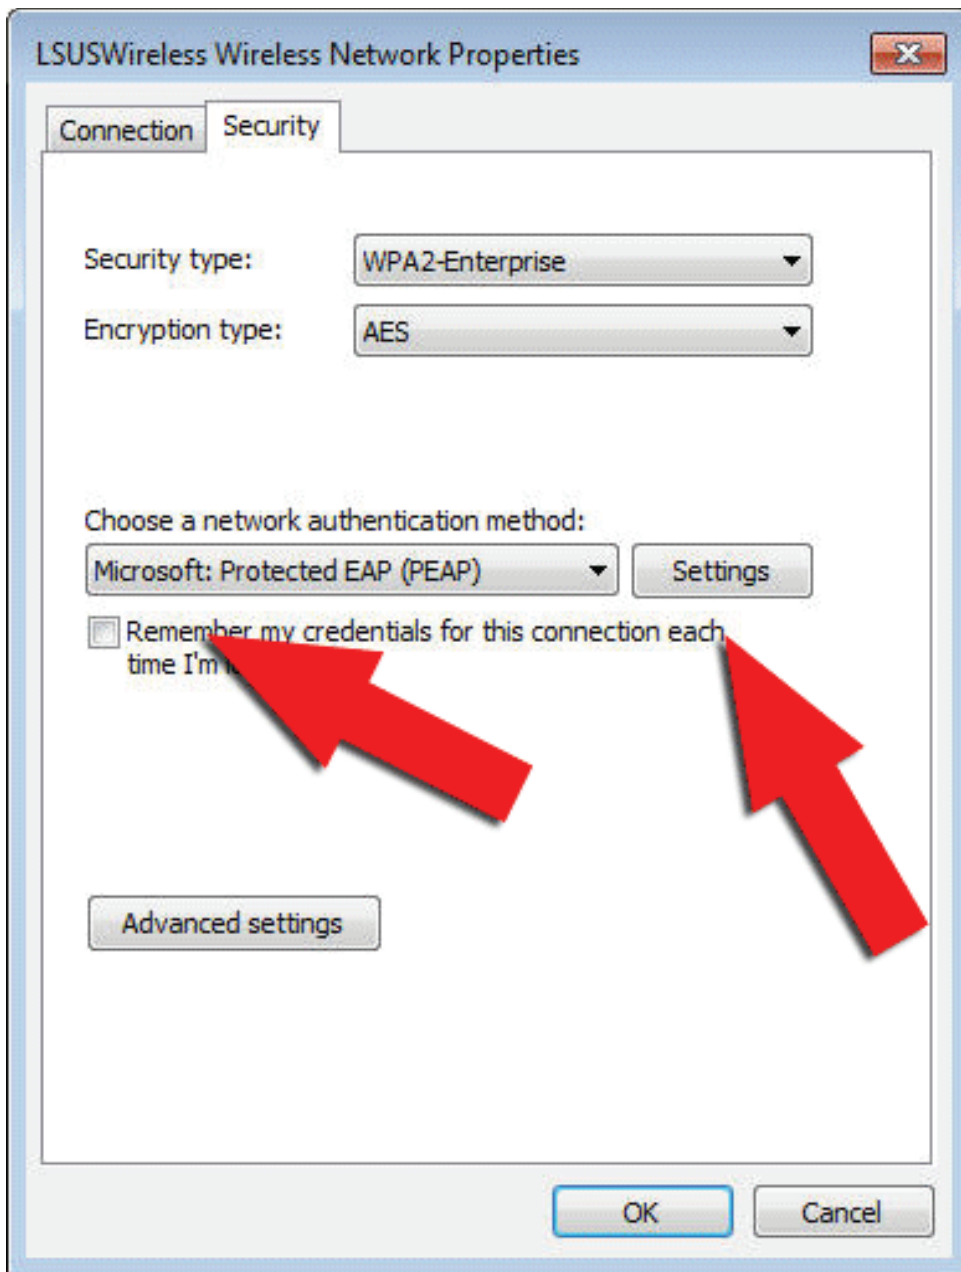 LSUSWireless Wireless Network Properties
Connection
Security
Security type:
WPA2-Enterprise
Encryption type:
AES
Choose a network authentication method:
Microsoft: Protected EAP (PEAP)
Settings
Remember my credentials for this connection each
time I'm
Advanced settings
OK
Cancel